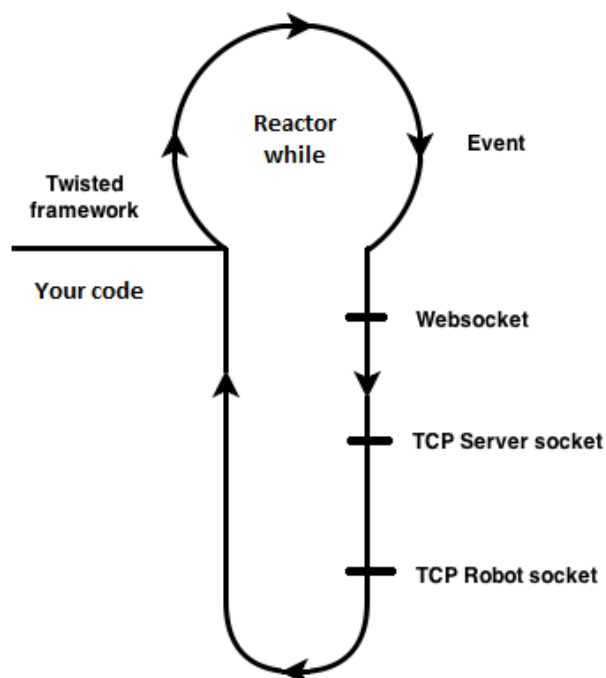 Reactor
while
Event
Twisted
framework
Your code
Websocket
TCP Server socket
TCP Robot socket